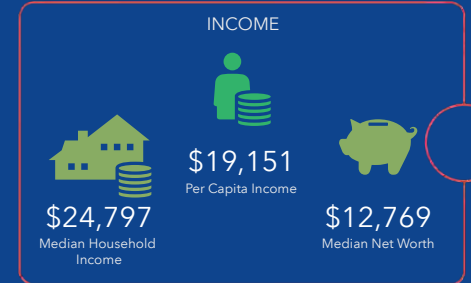 INCOME
$19,151
Per Capita Income
$24,797
Median Household
Income
$12,769
Median Net Worth